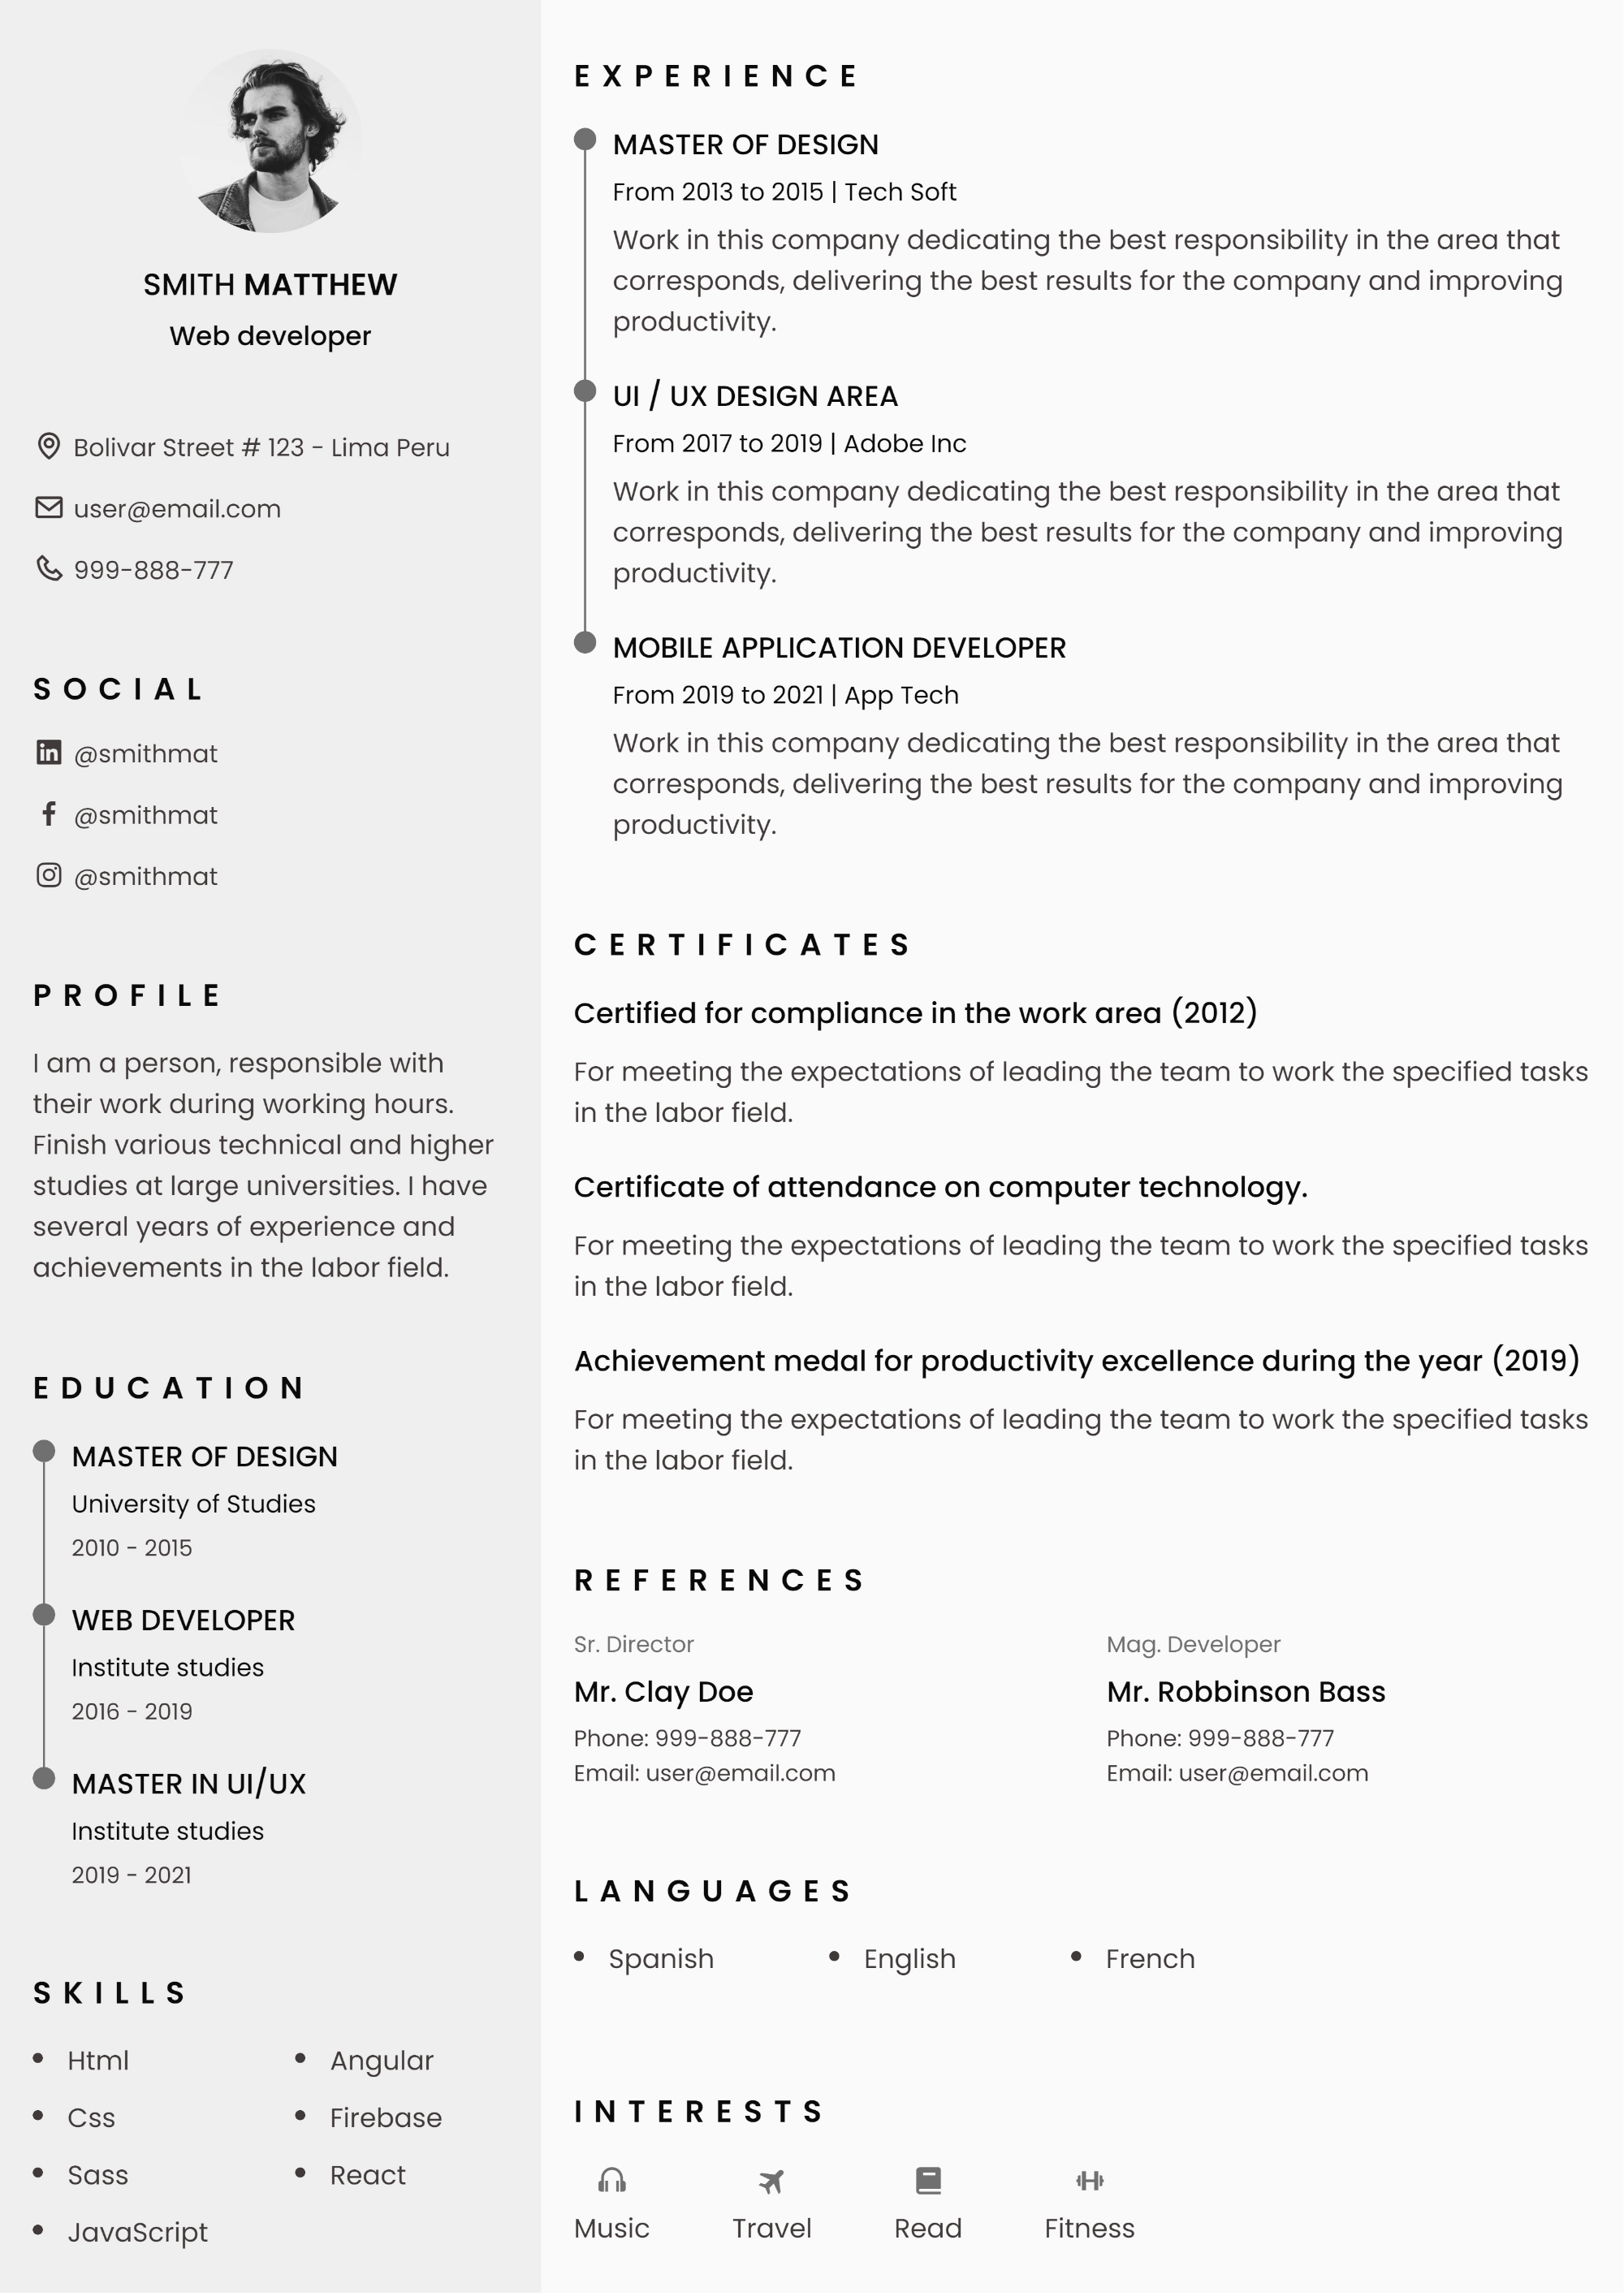 SMITH MATTHEW
Web developer
Bolivar Street # 123 - Lima Peru
user@email.com
999-888-777
SOCIAL
@smithmat
@smithmat
@smithmat
PROFILE
I am a person, responsible with
their work during working hours.
Finish various technical and higher
studies at large universities. I have
several years of experience and
achievements in the labor field.
EDUCATION
MASTER OF DESIGN
University of Studies
2010 - 2015
WEB DEVELOPER
Institute studies
2016 - 2019
MASTER IN UI/UX
Institute studies
2019 - 2021
SKILLS
Html
Css
Sass
JavaScript
Angular
Firebase
React
EXPERIENCE
MASTER OF DESIGN
From 2013 to 2015 | Tech Soft
Work in this company dedicating the best responsibility in the area that
corresponds, delivering the best results for the company and improving
productivity.
UI / UX DESIGN AREA
From 2017 to 2019 | Adobe Inc
Work in this company dedicating the best responsibility in the area that
corresponds, delivering the best results for the company and improving
productivity.
MOBILE APPLICATION DEVELOPER
From 2019 to 2021 | App Tech
Work in this company dedicating the best responsibility in the area that
corresponds, delivering the best results for the company and improving
productivity.
CERTIFICATES
Certified for compliance in the work area (2012)
For meeting the expectations of leading the team to work the specified tasks
in the labor field.
Certificate of attendance on computer technology.
For meeting the expectations of leading the team to work the specified tasks
in the labor field.
Achievement medal for productivity excellence during the year (2019)
For meeting the expectations of leading the team to work the specified tasks
in the labor field.
REFERENCES
Sr. Director
Mr. Clay Doe
Phone: 999-888-777
Email: user@email.com
Mag. Developer
Mr. Robbinson Bass
Phone: 999-888-777
Email: user@email.com
LANGUAGES
Spanish
English
French
INTERESTS
Music
Travel
Read
Fitness